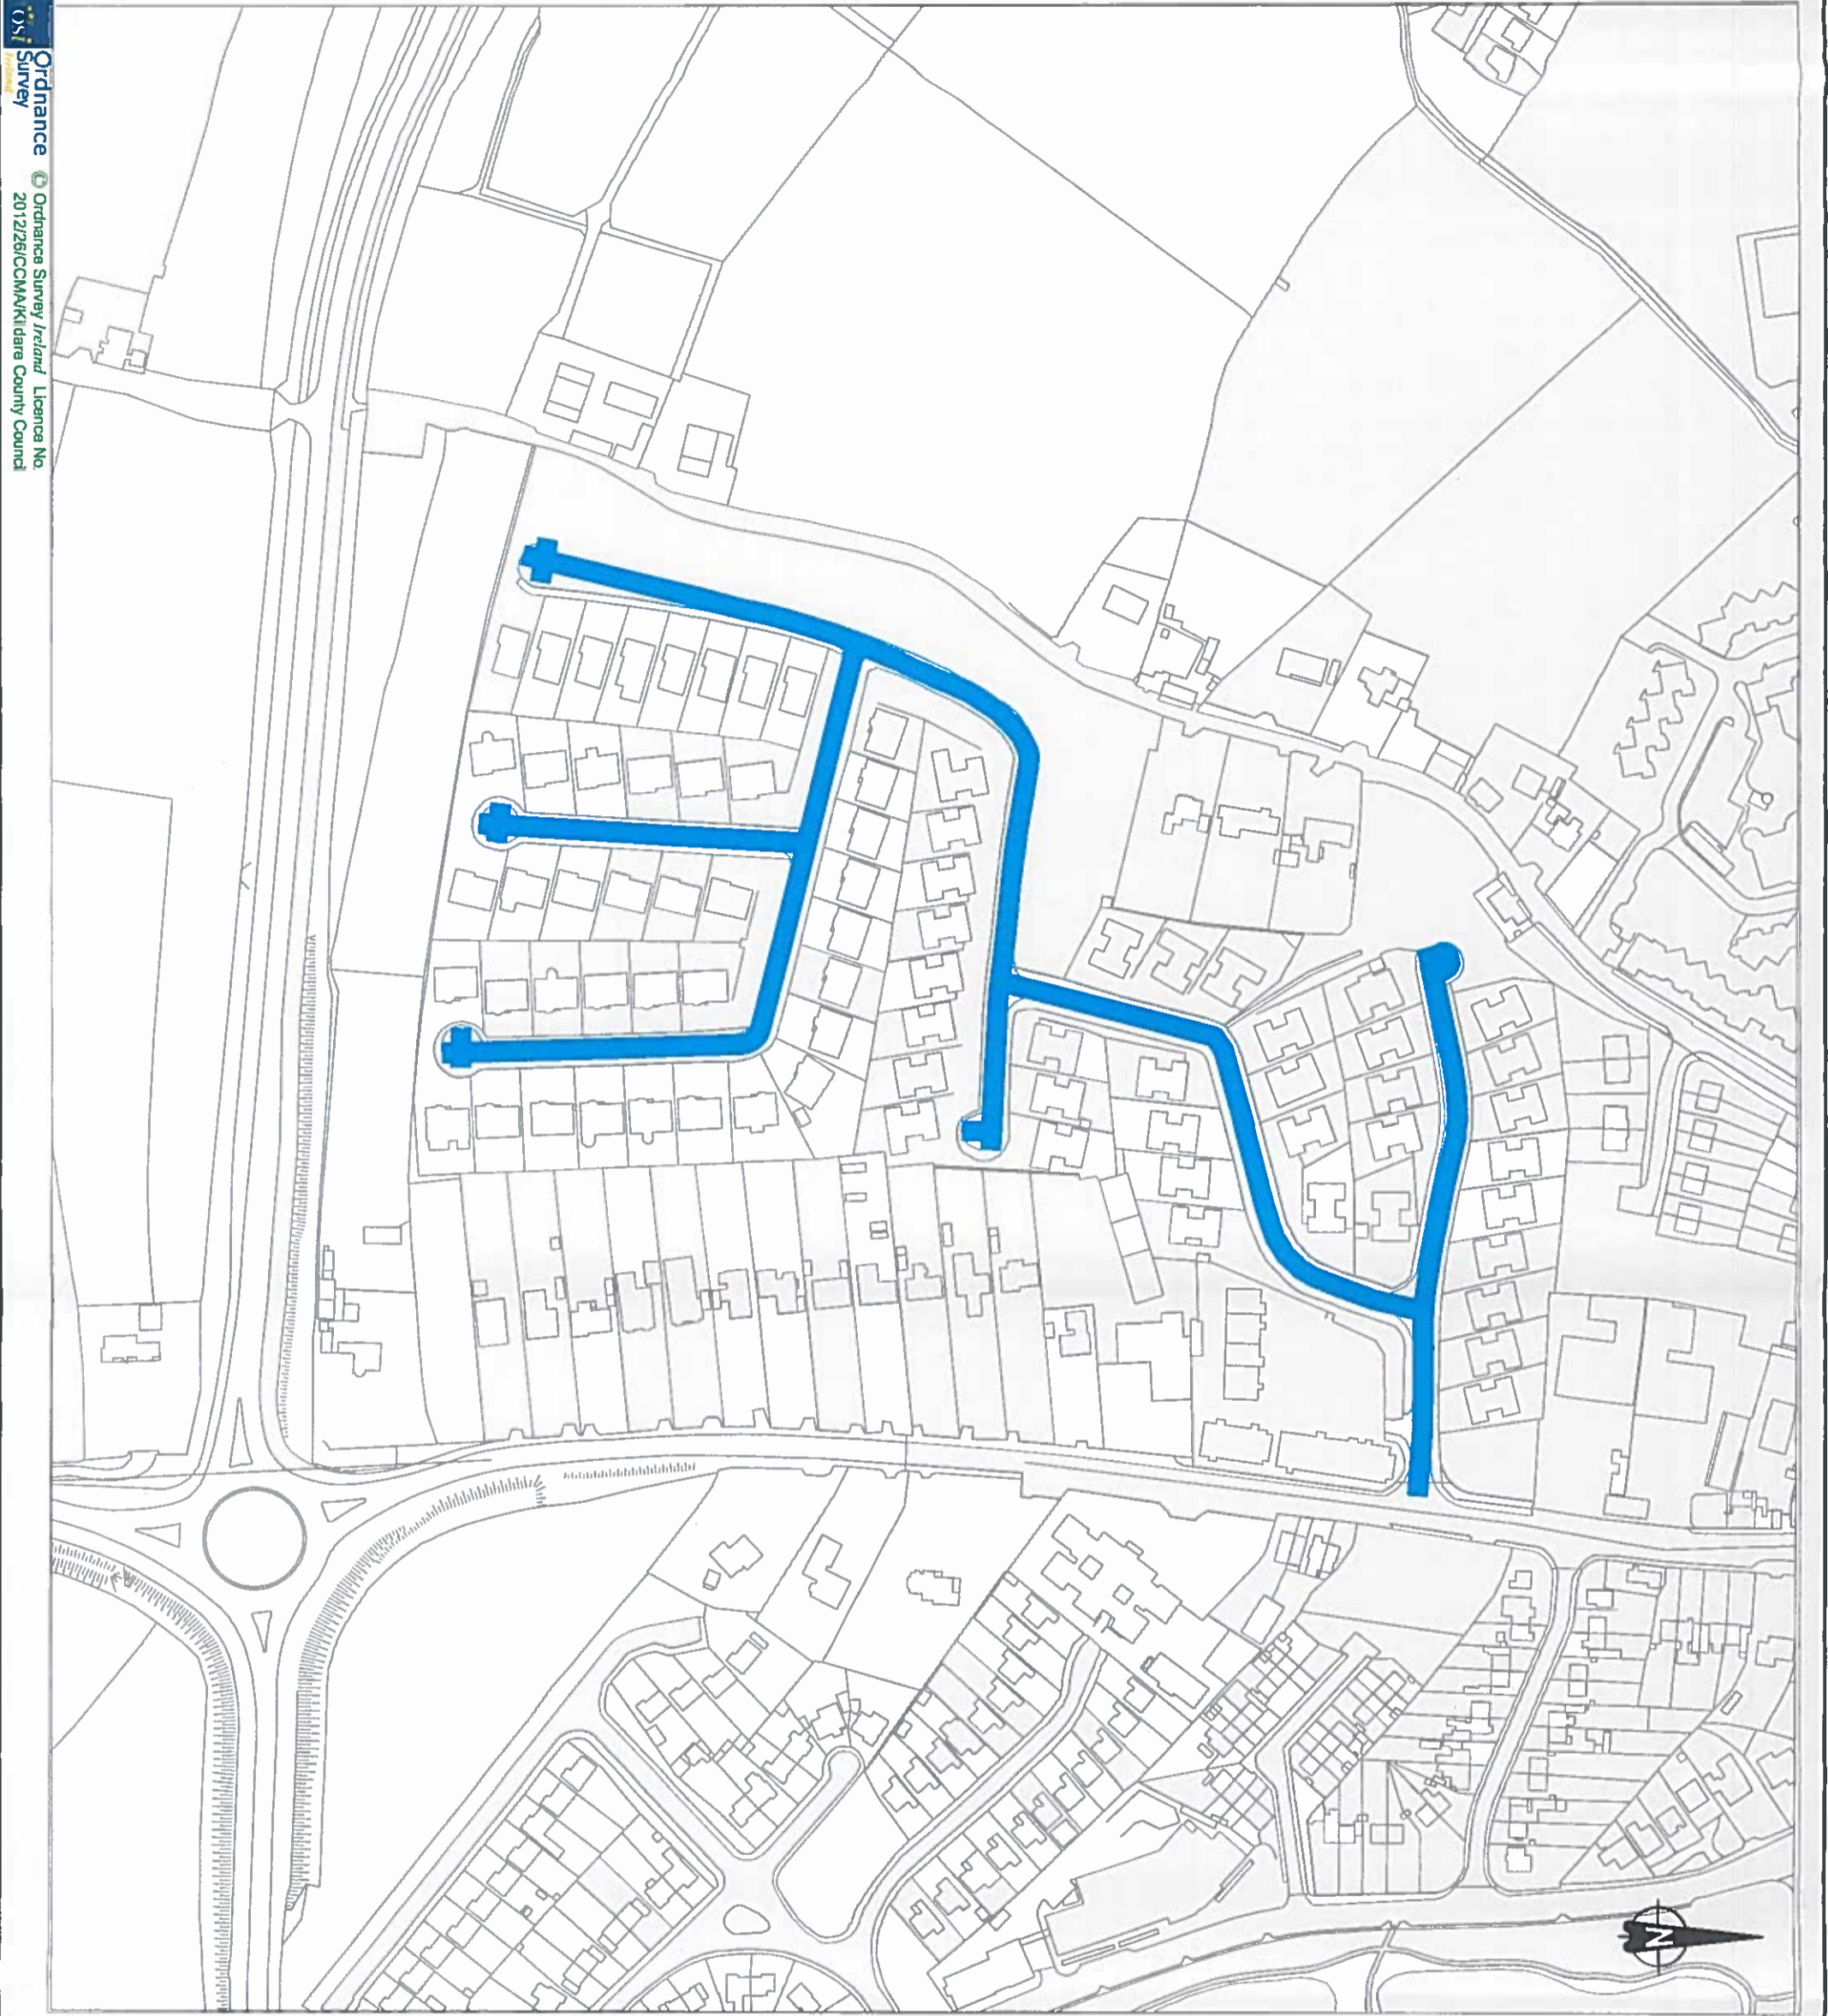 OSi
Ordnance
Survey
Ireland
© Ordnance Survey Ireland Licence No.
2012/26/CCMA/Kildare County Council
N